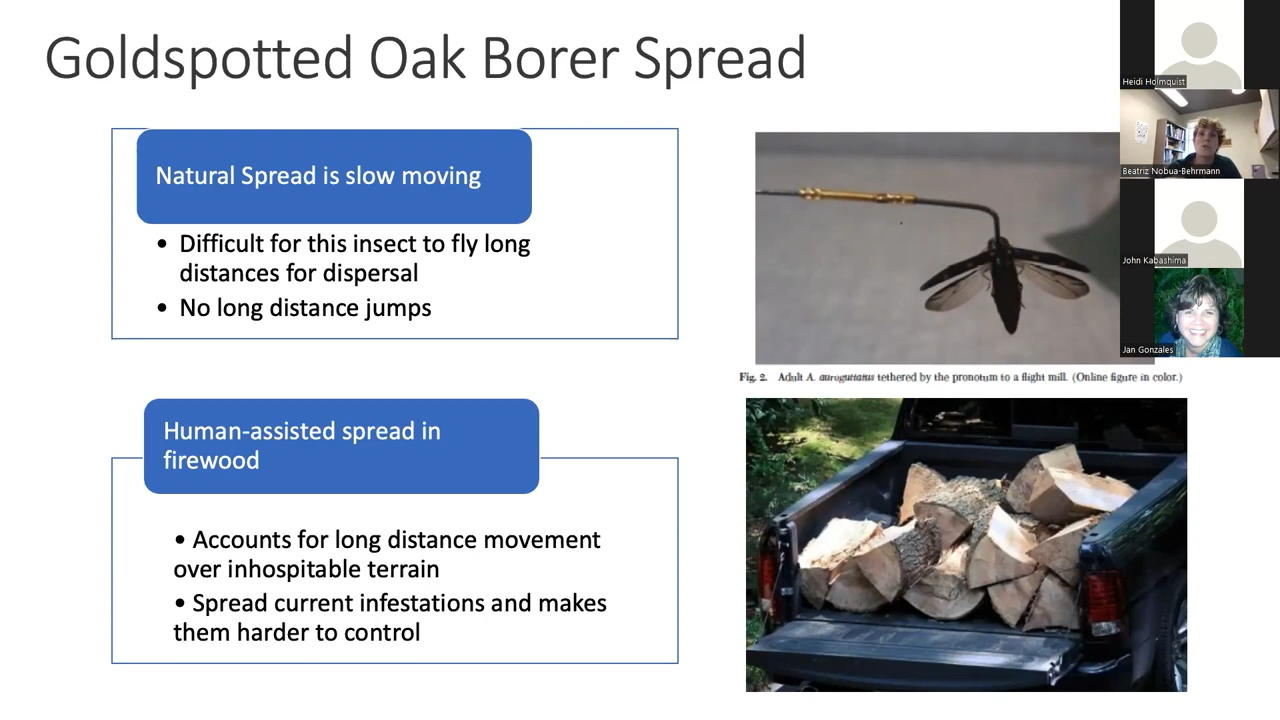 Goldspotted Oak Borer Spread
Natural Spread is slow moving
• Difficult for this insect to fly long
distances for dispersal
• No long distance jumps
Human-assisted spread in
firewood
• Accounts for long distance movement
over inhospitable terrain
• Spread current infestations and makes
them harder to control
Fig. 2. Adult A. auroguttatus tethered by the pronotum to a flight mill. (Online figure in color.)
Heidi Holmquist
Beatriz Nobua-Behrmann
John Kabashima
Jan Gonzales